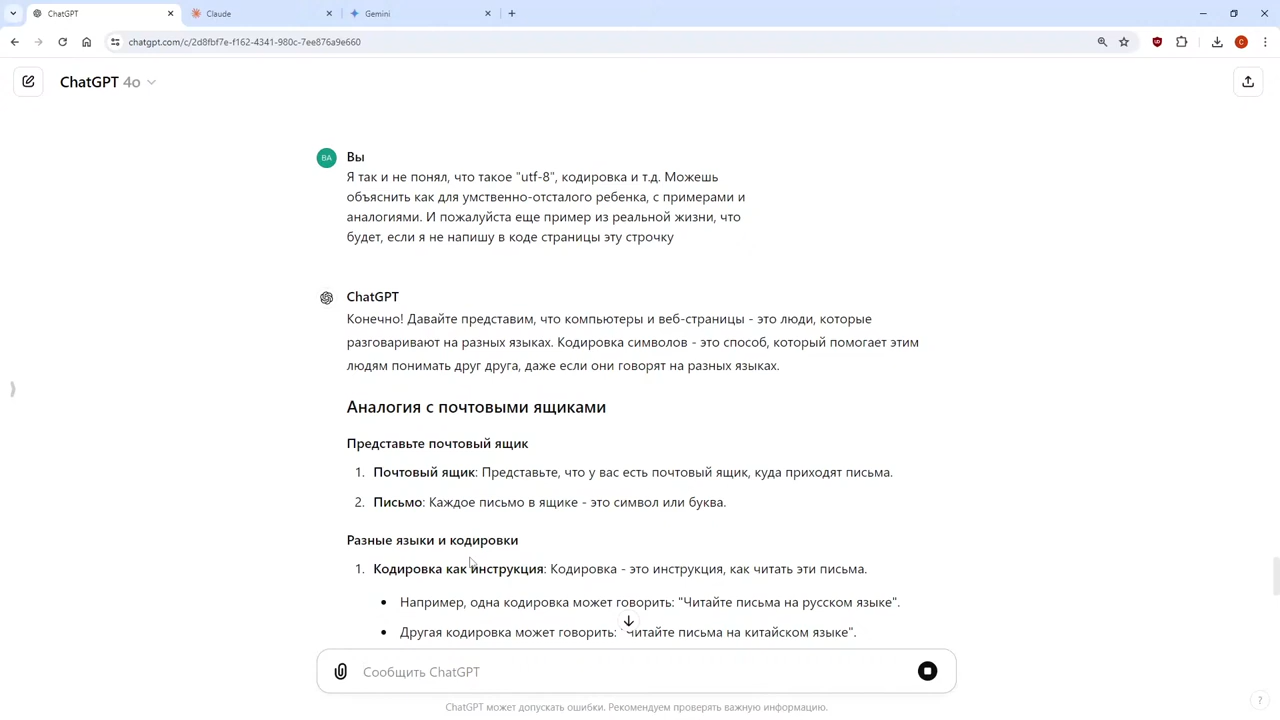 ChatGPT
Claude
Gemini
chatgpt.com/c/2d8fbf7e-f162-4341-980c-7ee876a9e660
ChatGPT 4o
ВА
Вы
Я так и не понял, что такое "utf-8", кодировка и т.д. Можешь
объяснить как для умственно-отсталого ребенка, с примерами и
аналогиями. И пожалуйста еще пример из реальной жизни, что
будет, если я не напишу в коде страницы эту строчку
ChatGPT
Конечно! Давайте представим, что компьютеры и веб-страницы - это люди, которые
разговаривают на разных языках. Кодировка символов - это способ, который помогает этим
людям понимать друг друга, даже если они говорят на разных языках.
Аналогия с почтовыми ящиками
Представьте почтовый ящик
1. Почтовый ящик: Представьте, что у вас есть почтовый ящик, куда приходят письма.
2. Письмо: Каждое письмо в ящике - это символ или буква.
Разные языки и кодировки
1. Кодировка как инструкция: Кодировка - это инструкция, как читать эти письма.
• Например, одна кодировка может говорить: "Читайте письма на русском языке".
• Другая кодировка может говорить: "Читайте письма на китайском языке".
Сообщить ChatGPT
ChatGPT может допускать ошибки. Рекомендуем проверять важную информацию.
?